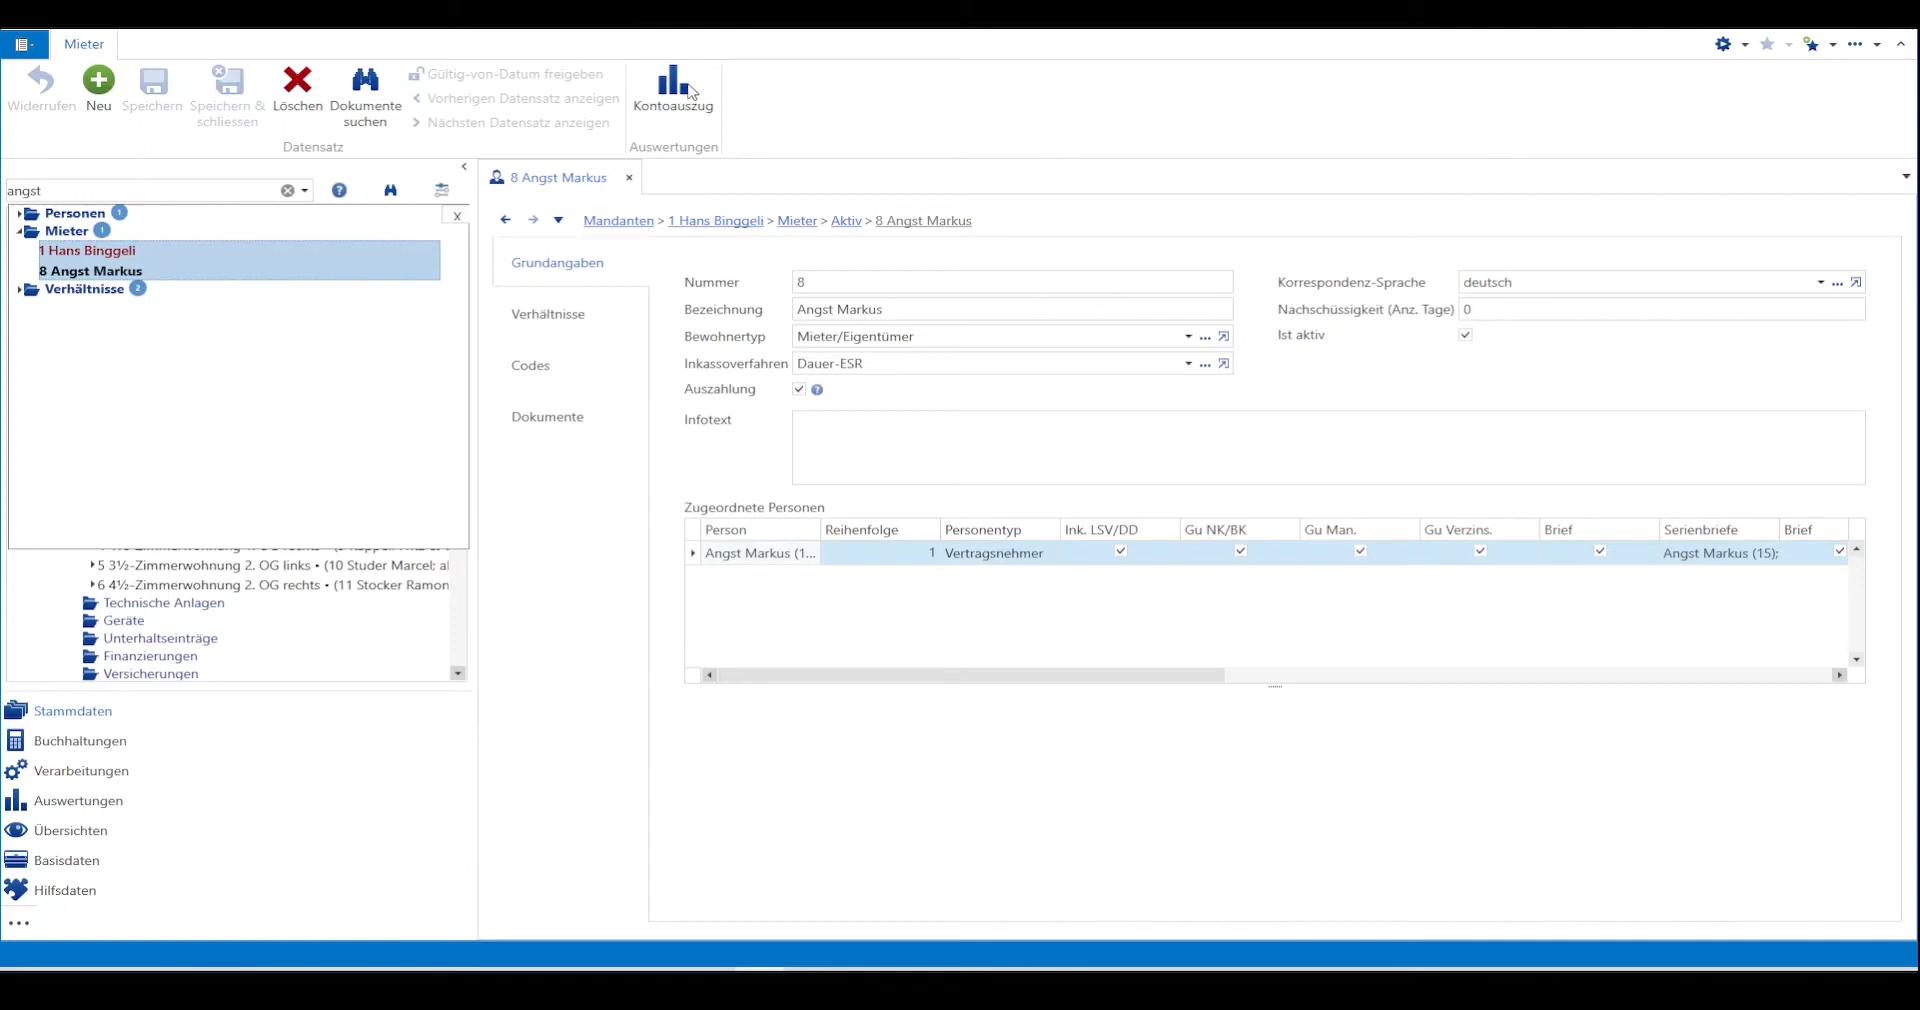 Mieter
Widerrufen
Neu
Speichern
Speichern & schliessen
Löschen
Dokumente suchen
Gültig-von-Datum freigeben
Vorherigen Datensatz anzeigen
Nächsten Datensatz anzeigen
Datensatz
Kontoauszug
Auswertungen
angst
Personen 1
Mieter 1
1 Hans Binggeli
8 Angst Markus
Verhältnisse 2
x
5 3½-Zimmerwohnung 2. OG links • (10 Studer Marcel; al
6 4½-Zimmerwohnung 2. OG rechts • (11 Stocker Ramon
Technische Anlagen
Geräte
Unterhaltseinträge
Finanzierungen
Versicherungen
Stammdaten
Buchhaltungen
Verarbeitungen
Auswertungen
Übersichten
Basisdaten
Hilfsdaten
8 Angst Markus
Mandanten > 1 Hans Binggeli > Mieter > Aktiv > 8 Angst Markus
Grundangaben
Verhältnisse
Codes
Dokumente
Nummer 8
Bezeichnung Angst Markus
Bewohnertyp Mieter/Eigentümer
Inkassoverfahren Dauer-ESR
Auszahlung
Infotext
Korrespondenz-Sprache deutsch
Nachschüssigkeit (Anz. Tage) 0
Ist aktiv
Zugeordnete Personen
Person Reihenfolge Personentyp Ink. LSV/DD Gu NK/BK Gu Man. Gu Verzins. Brief Serienbriefe Brief
Angst Markus (1... 1 Vertragsnehmer Angst Markus (15);